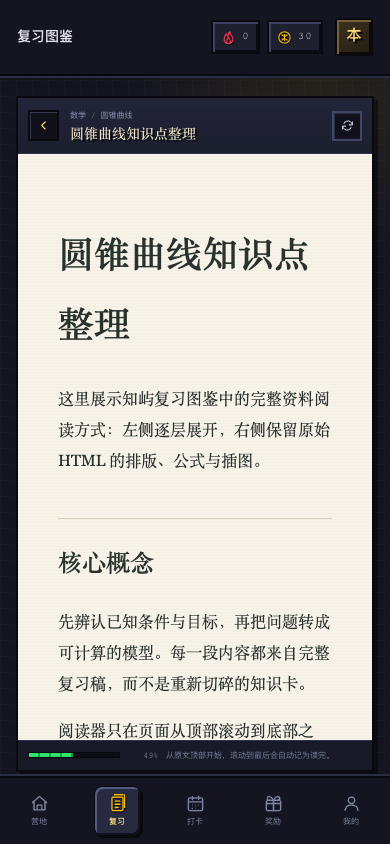 复习图鉴
0
30
本
数学 / 圆锥曲线
圆锥曲线知识点整理
圆锥曲线知识点
整理
这里展示知屿复习图鉴中的完整资料阅
读方式：左侧逐层展开，右侧保留原始
HTML 的排版、公式与插图。
核心概念
先辨认已知条件与目标，再把问题转成
可计算的模型。每一段内容都来自完整
复习稿，而不是重新切碎的知识卡。
阅读器只在页面从顶部滚动到底部之
49% 从原文顶部开始，滚动到最后会自动记为读完。
营地
复习
打卡
奖励
我的